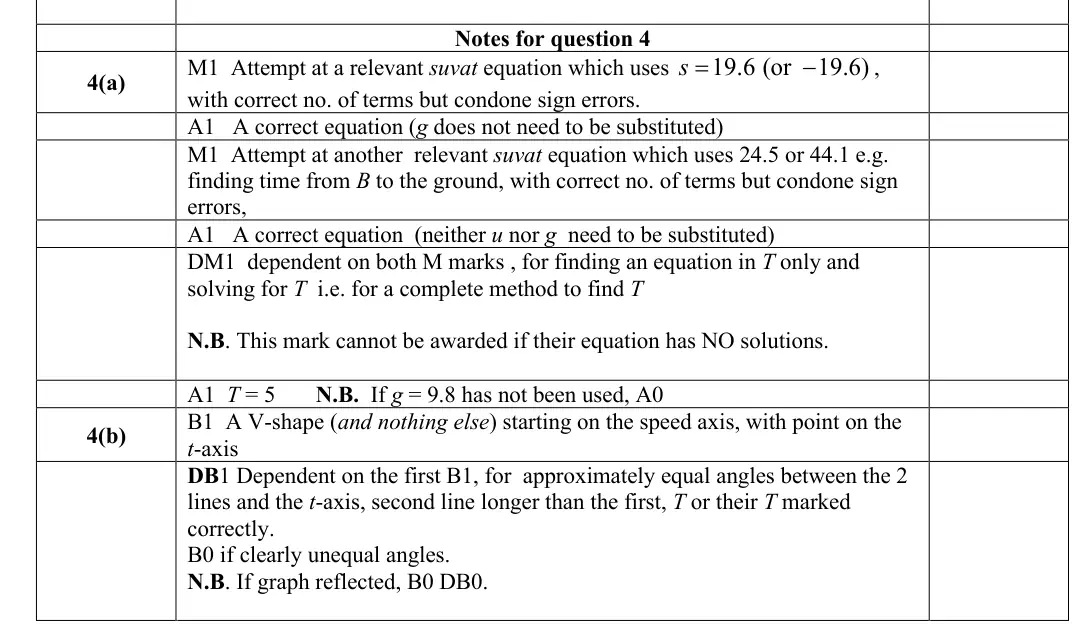 Notes for question 4
4(a)
M1 Attempt at a relevant suvat equation which uses s = 19.6 (or −19.6) ,
with correct no. of terms but condone sign errors.
A1 A correct equation (g does not need to be substituted)
M1 Attempt at another relevant suvat equation which uses 24.5 or 44.1 e.g.
finding time from B to the ground, with correct no. of terms but condone sign
errors,
A1 A correct equation (neither u nor g need to be substituted)
DM1 dependent on both M marks , for finding an equation in T only and
solving for T i.e. for a complete method to find T
N.B. This mark cannot be awarded if their equation has NO solutions.
A1 T = 5 N.B. If g = 9.8 has not been used, A0
4(b)
B1 A V-shape (and nothing else) starting on the speed axis, with point on the
t-axis
DB1 Dependent on the first B1, for approximately equal angles between the 2
lines and the t-axis, second line longer than the first, T or their T marked
correctly.
B0 if clearly unequal angles.
N.B. If graph reflected, B0 DB0.